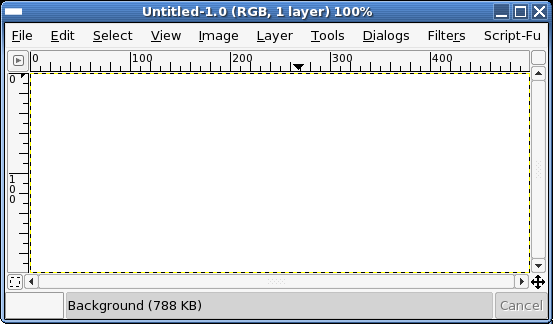 Untitled-1.0 (RGB, 1 layer) 100%
File Edit Select View Image Layer Tools Dialogs Filters Script-Fu
0 100 200 300 400
0
100
Background (788 KB) Cancel